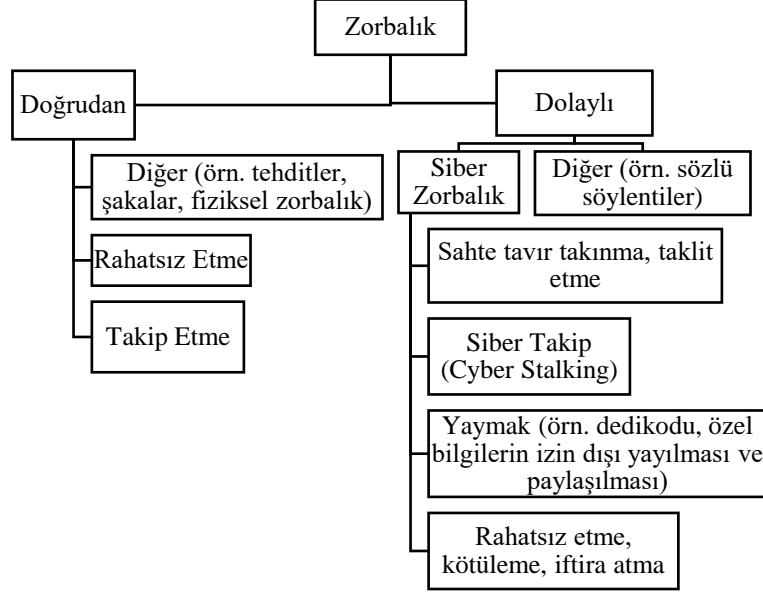 Zorbalık
Doğrudan
Dolaylı
Diğer (örn. tehditler,
şakalar, fiziksel zorbalık)
Rahatsız Etme
Takip Etme
Siber
Zorbalık
Diğer (örn. sözlü
söylentiler)
Sahte tavır takınma, taklit
etme
Siber Takip
(Cyber Stalking)
Yaymak (örn. dedikodu, özel
bilgilerin izin dışı yayılması ve
paylaşılması)
Rahatsız etme,
kötüleme, iftira atma